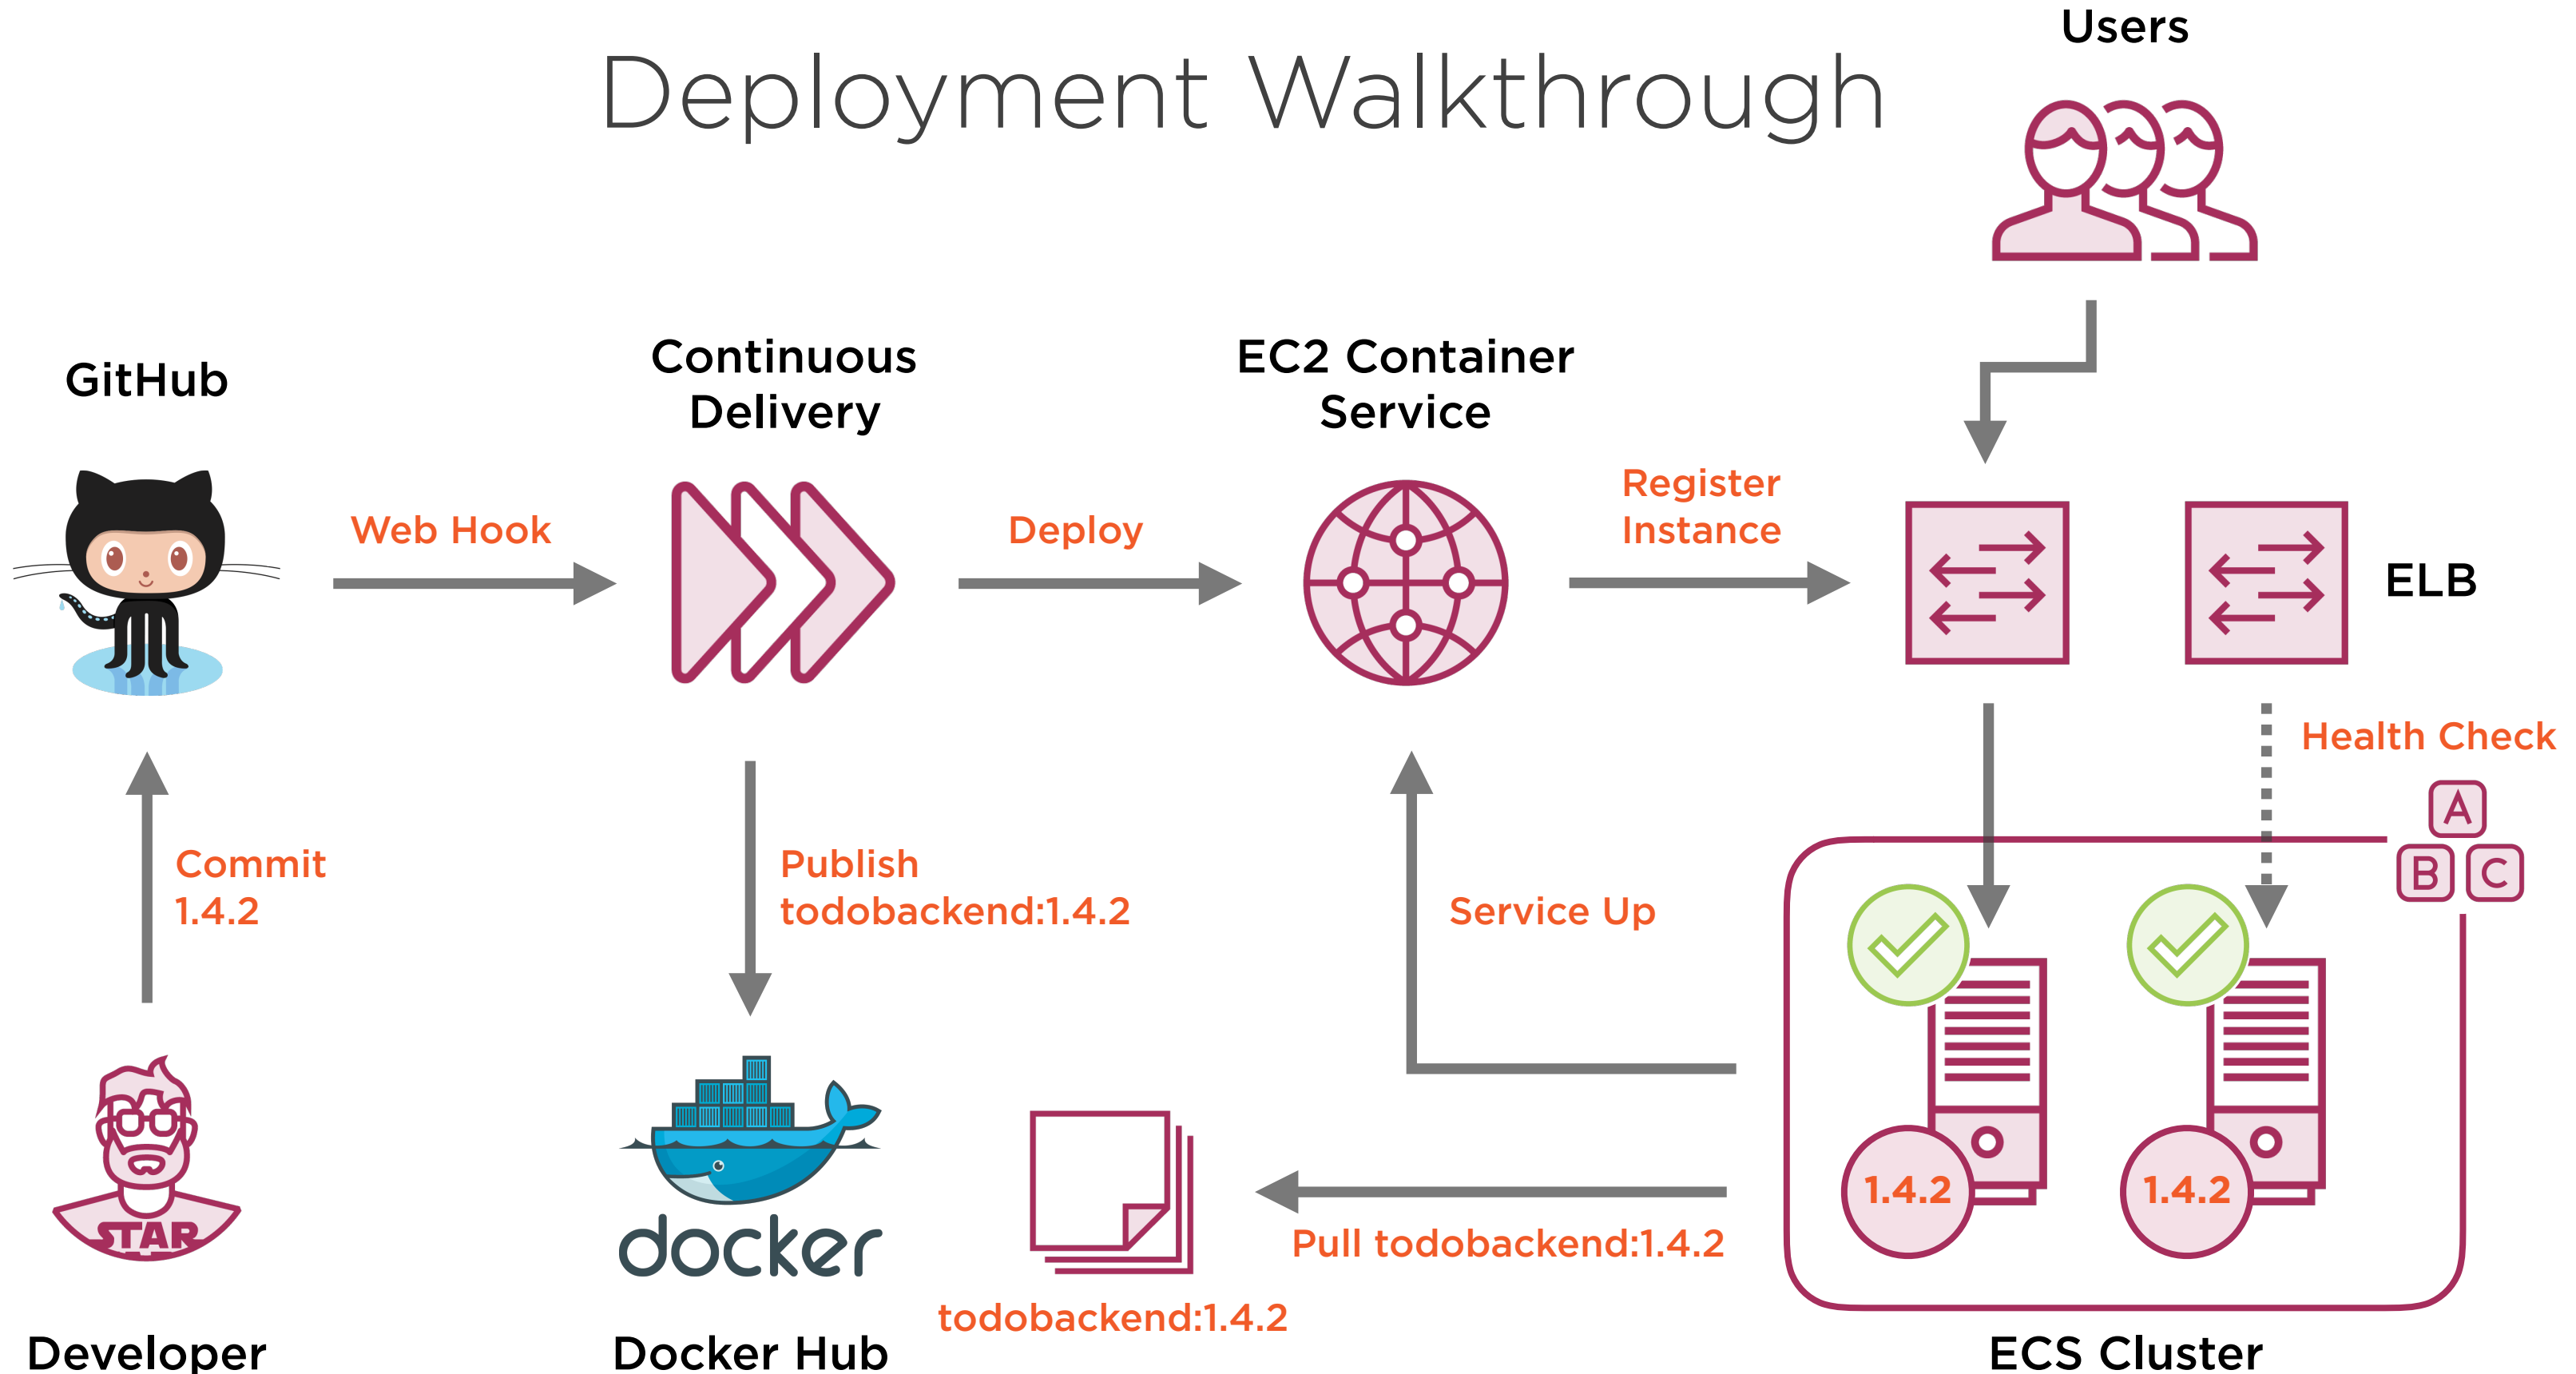 Deployment Walkthrough
Users
GitHub
Continuous
Delivery
EC2 Container
Service
Web Hook
Deploy
Register
Instance
ELB
Health Check
A
B C
Commit
1.4.2
Publish
todobackend:1.4.2
Service Up
1.4.2
1.4.2
STAR
docker
Pull todobackend:1.4.2
todobackend:1.4.2
Developer
Docker Hub
ECS Cluster